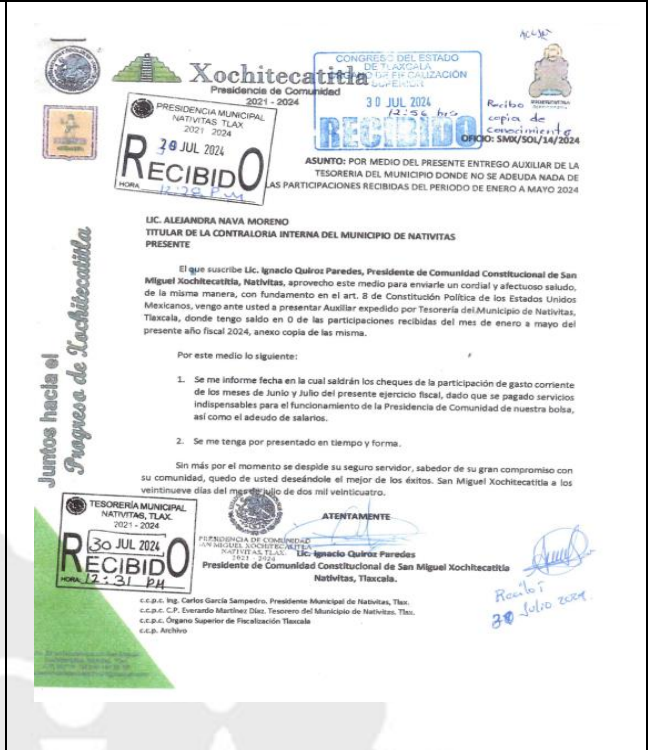 Xochitecatitla
Presidencia de Comunidad
2021 - 2024
CONGRESO DEL ESTADO
DE TLAXCALA
ORGANO DE FISCALIZACIÓN
SUPERIOR
30 JUL 2024
12:56 hrs
RECIBIDO
Recibo
copia de
conocimiento
PRESIDENCIA MUNICIPAL
NATIVITAS TLAX
2021 2024
JUL 2024
RECIBIDO
HORA 12:28 PM
OFICIO: SMX/SOL/14/2024
ASUNTO: POR MEDIO DEL PRESENTE ENTREGO AUXILIAR DE LA
TESORERIA DEL MUNICIPIO DONDE NO SE ADEUDA NADA DE
LAS PARTICIPACIONES RECIBIDAS DEL PERIODO DE ENERO A MAYO 2024
LIC. ALEJANDRA NAVA MORENO
TITULAR DE LA CONTRALORIA INTERNA DEL MUNICIPIO DE NATIVITAS
PRESENTE
El que suscribe Lic. Ignacio Quiroz Paredes, Presidente de Comunidad Constitucional de San
Miguel Xochitecatitla, Nativitas, aprovecho este medio para enviarle un cordial y afectuoso saludo,
de la misma manera, con fundamento en el art. 8 de Constitución Política de los Estados Unidos
Mexicanos, vengo ante usted a presentar Auxiliar expedido por Tesorería del Municipio de Nativitas,
Tlaxcala, donde tengo saldo en 0 de las participaciones recibidas del mes de enero a mayo del
presente año fiscal 2024, anexo copia de las misma.
Por este medio lo siguiente:
1. Se me informe fecha en la cual saldrán los cheques de la participación de gasto corriente
de los meses de Junio y Julio del presente ejercicio fiscal, dado que se pagado servicios
indispensables para el funcionamiento de la Presidencia de Comunidad de nuestra bolsa,
así como el adeudo de salarios.
2. Se me tenga por presentado en tiempo y forma.
Sin más por el momento se despide su seguro servidor, sabedor de su gran compromiso con
su comunidad, quedo de usted deseándole el mejor de los éxitos. San Miguel Xochitecatitla a los
veintinueve días del mes de julio de dos mil veinticuatro.
Juntos hacia el
Progreso de Xochitecatitla
TESORERÍA MUNICIPAL
NATIVITAS, TLAX.
2021 - 2024
30 JUL 2024
RECIBIDO
HORA: 12:31 PM
PRESIDENCIA DE COMUNIDAD
SAN MIGUEL XOCHITECATITLA
NATIVITAS, TLAX.
2021 - 2024
ATENTAMENTE
Lic. Ignacio Quiroz Paredes
Presidente de Comunidad Constitucional de San Miguel Xochitecatitla
Nativitas, Tlaxcala.
Recibí
30 Julio 2024.
c.c.p.c. Ing. Carlos García Sampedro. Presidente Municipal de Nativitas, Tlax.
c.c.p.c. C.P. Everardo Martínez Díaz. Tesorero del Municipio de Nativitas. Tlax.
c.c.p.c. Órgano Superior de Fiscalización Tlaxcala
c.c.p. Archivo